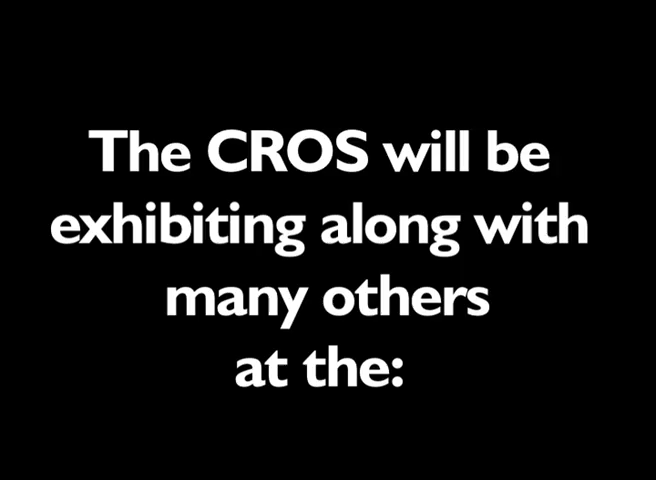 The CROS will be
exhibiting along with
many others
at the: